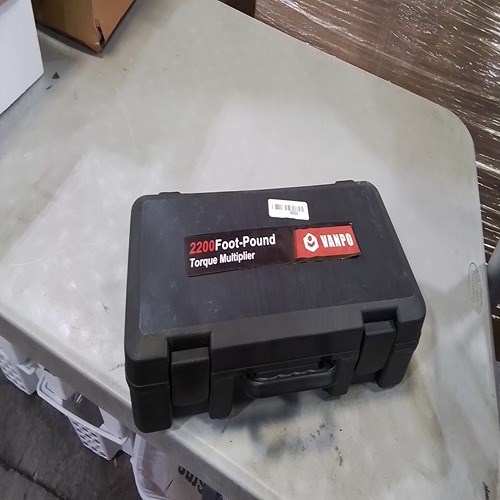 2200Foot-Pound
Torque Multiplier
VANPO